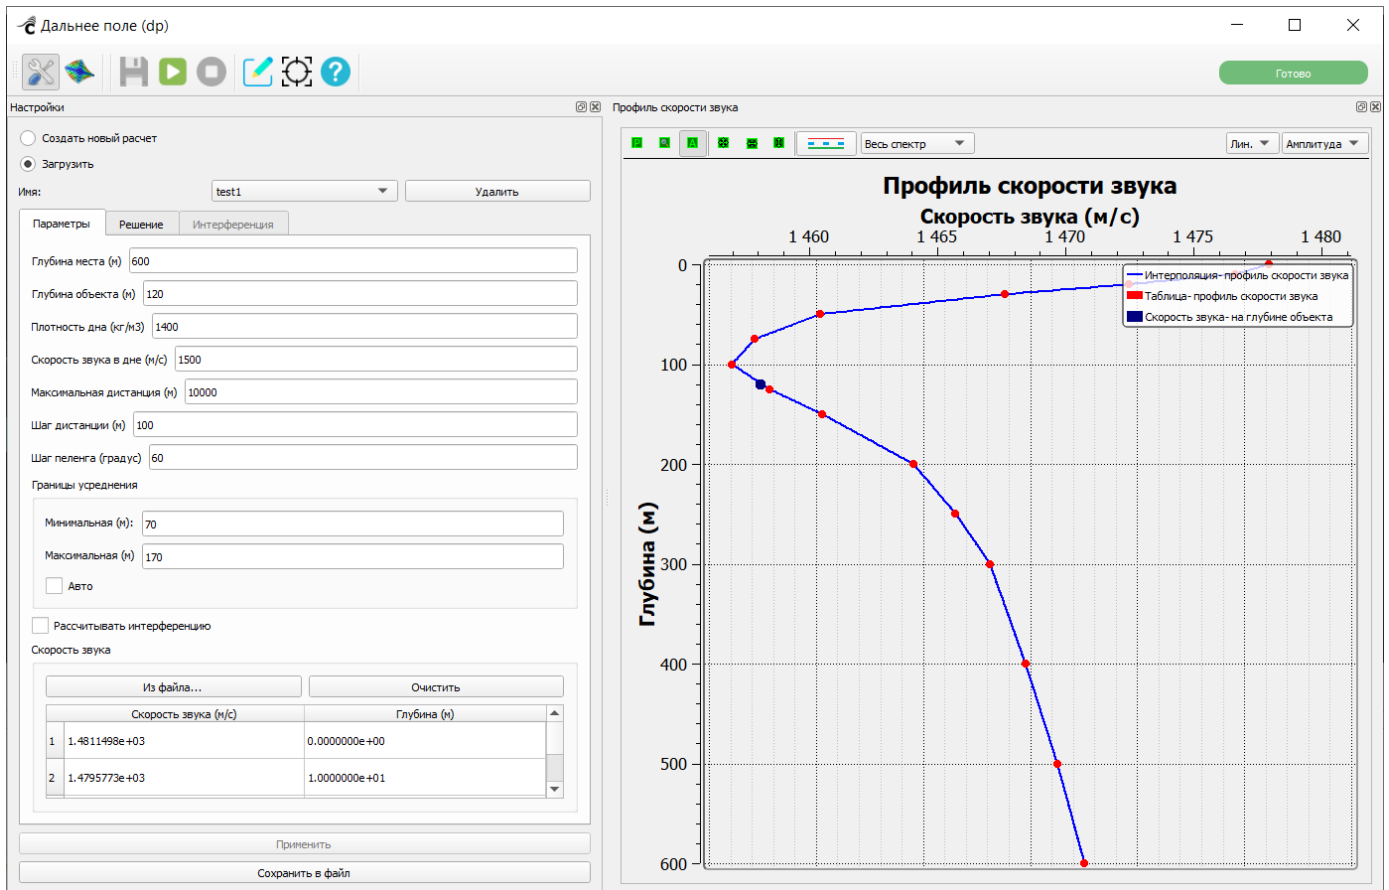 Дальнее поле (dp)
Готово
Настройки
Создать новый расчет
Загрузить
Имя: test1 Удалить
Параметры Решение Интерференция
Глубина места (м) 600
Глубина объекта (м) 120
Плотность дна (кг/м3) 1400
Скорость звука в дне (м/с) 1500
Максимальная дистанция (м) 10000
Шаг дистанции (м) 100
Шаг пеленга (градус) 60
Границы усреднения
Минимальная (м): 70
Максимальная (м) 170
Авто
Рассчитывать интерференцию
Скорость звука
Из файла... Очистить
Скорость звука (м/с) Глубина (м)
1 1.4811498e+03 0.0000000e+00
2 1.4795773e+03 1.0000000e+01
Применить
Сохранить в файл
Профиль скорости звука
P A
Весь спектр Лин. Амплитуда
Профиль скорости звука
Скорость звука (м/с)
1 460 1 465 1 470 1 475 1 480
Интерполяция- профиль скорости звука
Таблица- профиль скорости звука
Скорость звука- на глубине объекта
Глубина (м)
0
100
200
300
400
500
600